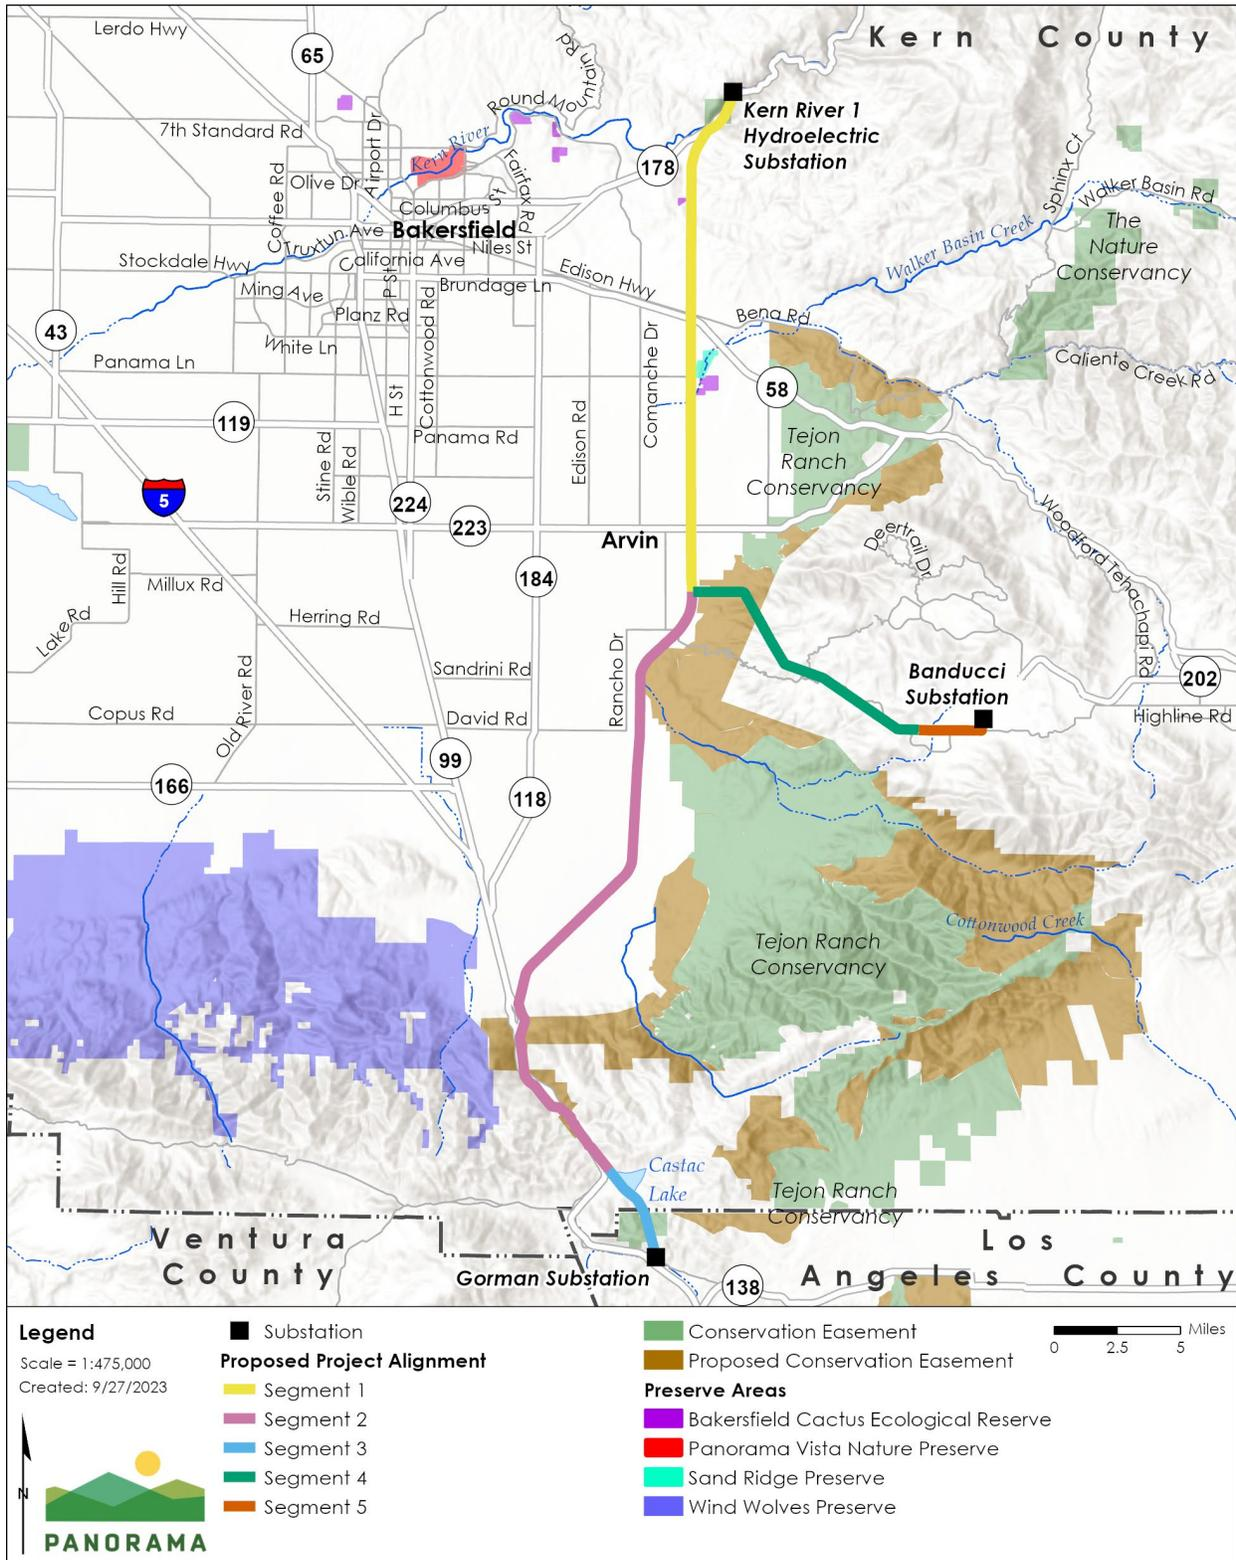 Lerdo Hwy
Kern County
65
Round Mountain Rd
Kern River 1
Hydroelectric
Substation
7th Standard Rd
Airport Dr
Kern River
178
Fairfax Rd
Sphinx Ct
Walker Basin Rd
Coffee Rd
Olive Dr
Columbus St
The
Nature
Conservancy
Truxtun Ave
Bakersfield
Niles St
Walker Basin Creek
Stockdale Hwy
California Ave
Edison Hwy
Ming Ave
P St
Brundage Ln
Planz Rd
Cottonwood Rd
Bena Rd
43
White Ln
Comanche Dr
Panama Ln
Caliente Creek Rd
58
H St
119
Panama Rd
Edison Rd
Tejon
Ranch
Conservancy
Stine Rd
Wible Rd
5
224
223
Arvin
Deertrail Dr
Woodford Tehachapi Rd
Hill Rd
Millux Rd
184
Lake Rd
Herring Rd
Rancho Dr
Sandrini Rd
Banducci
Substation
202
Old River Rd
Copus Rd
David Rd
Highline Rd
99
166
118
Cottonwood Creek
Tejon Ranch
Conservancy
Castac
Lake
Tejon Ranch
Conservancy
Ventura
County
Los
Angeles County
Gorman Substation
138
Legend
Scale = 1:475,000
Created: 9/27/2023
N
PANORAMA
Substation
Proposed Project Alignment
Segment 1
Segment 2
Segment 3
Segment 4
Segment 5
Conservation Easement
Proposed Conservation Easement
Preserve Areas
Bakersfield Cactus Ecological Reserve
Panorama Vista Nature Preserve
Sand Ridge Preserve
Wind Wolves Preserve
Miles
0 2.5 5